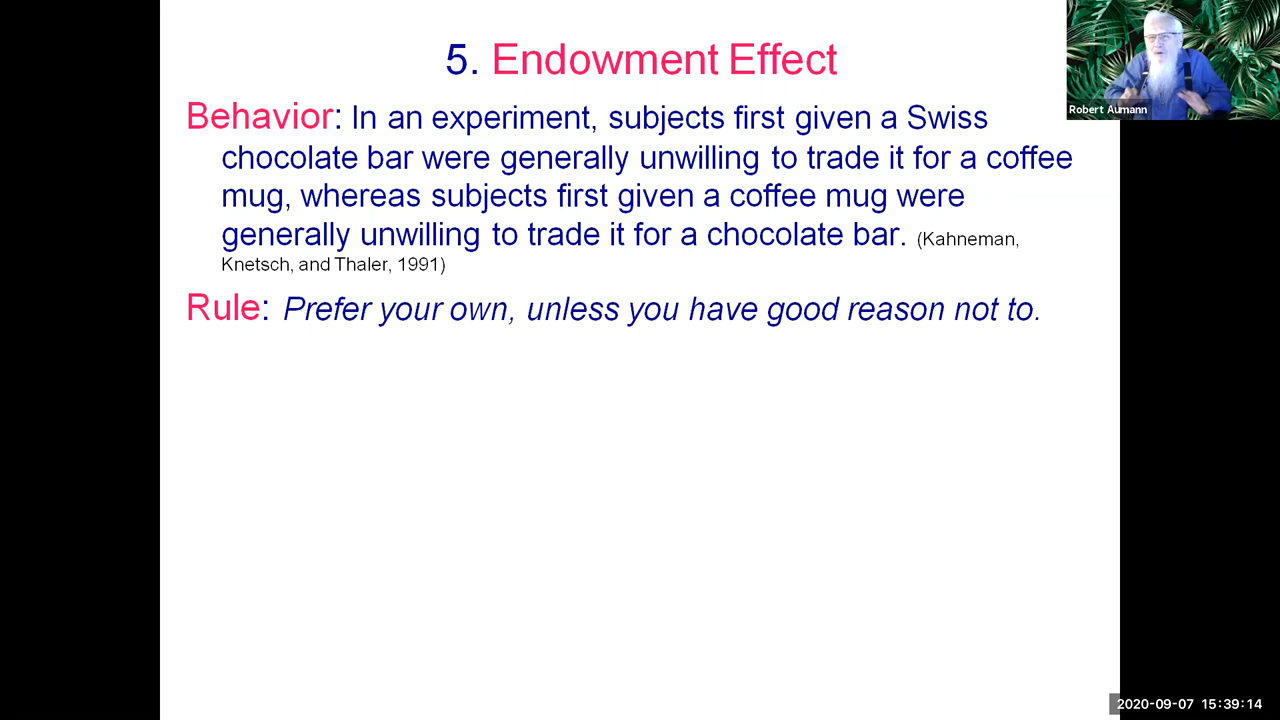 5. Endowment Effect
Robert Aumann
Behavior: In an experiment, subjects first given a Swiss
chocolate bar were generally unwilling to trade it for a coffee
mug, whereas subjects first given a coffee mug were
generally unwilling to trade it for a chocolate bar. (Kahneman,
Knetsch, and Thaler, 1991)
Rule: Prefer your own, unless you have good reason not to.
2020-09-07 15:39:14